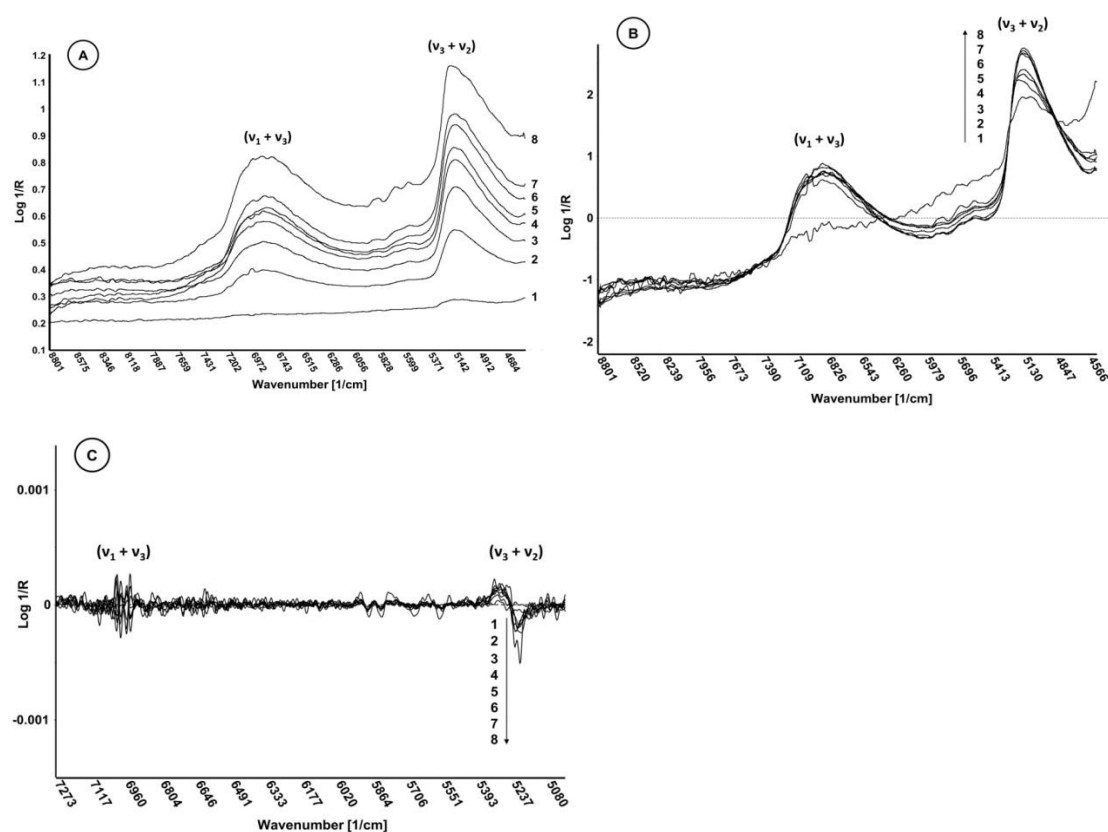 A
(ν₃ + ν₂)
(ν₁ + ν₃)
Log 1/R
1.2
1.1
1
0.9
0.8
0.7
0.6
0.5
0.4
0.3
0.2
0.1
8
7
6
5
4
3
2
1
8801 8575 8346 8118 7887 7659 7431 7202 6972 6743 6515 6286 6056 5828 5599 5371 5142 4912 4684
Wavenumber [1/cm]
B
(ν₃ + ν₂)
(ν₁ + ν₃)
8
7
6
5
4
3
2
1
Log 1/R
2
1
0
-1
-2
8801 8520 8239 7956 7673 7390 7109 6826 6543 6260 5979 5696 5413 5130 4847 4566
Wavenumber [1/cm]
C
(ν₁ + ν₃)
(ν₃ + ν₂)
Log 1/R
0.001
0
-0.001
1
2
3
4
5
6
7
8
7273 7117 6960 6804 6646 6491 6333 6177 6020 5864 5706 5551 5393 5237 5080
Wavenumber [1/cm]